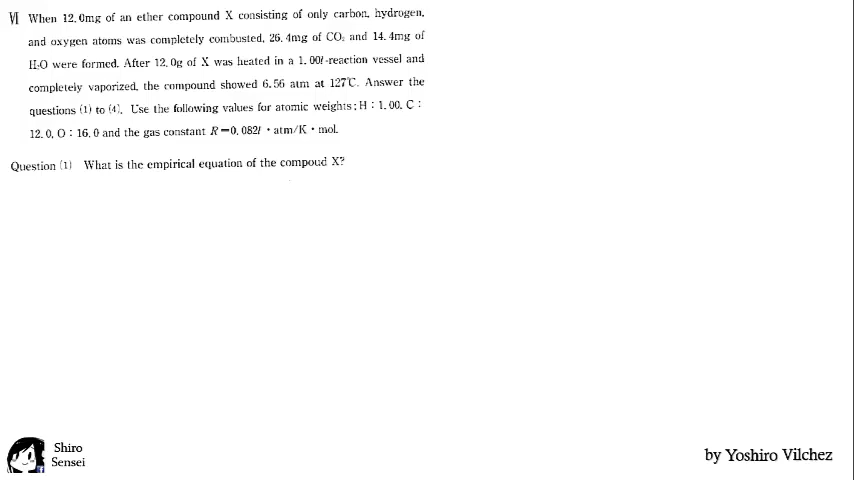 Ⅵ When 12.0mg of an ether compound X consisting of only carbon, hydrogen,
and oxygen atoms was completely combusted, 26.4mg of CO₂ and 14.4mg of
H₂O were formed. After 12.0g of X was heated in a 1.00ℓ-reaction vessel and
completely vaporized, the compound showed 6.56 atm at 127℃. Answer the
questions (1) to (4). Use the following values for atomic weights; H : 1.00, C :
12.0, O : 16.0 and the gas constant R=0.082ℓ・atm/K・mol.
Question (1) What is the empirical equation of the compoud X?
Shiro
Sensei
by Yoshiro Vilchez